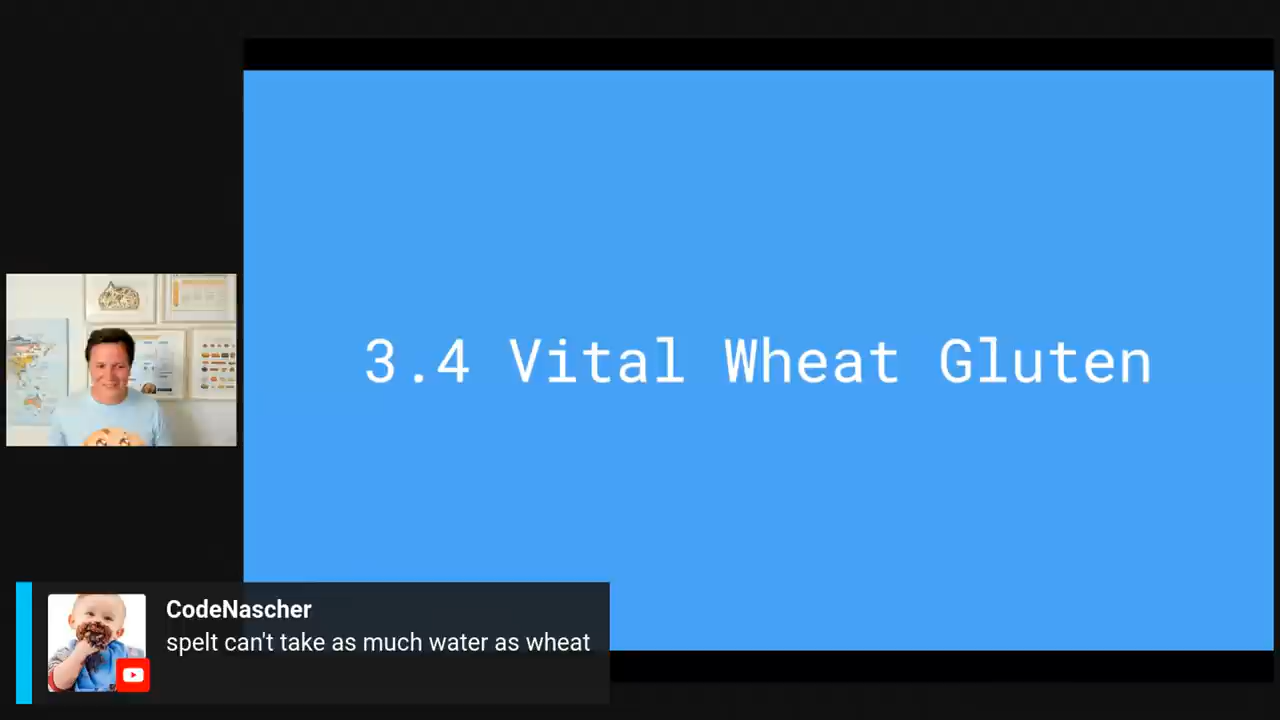 3.4 Vital Wheat Gluten
CodeNascher
spelt can't take as much water as wheat